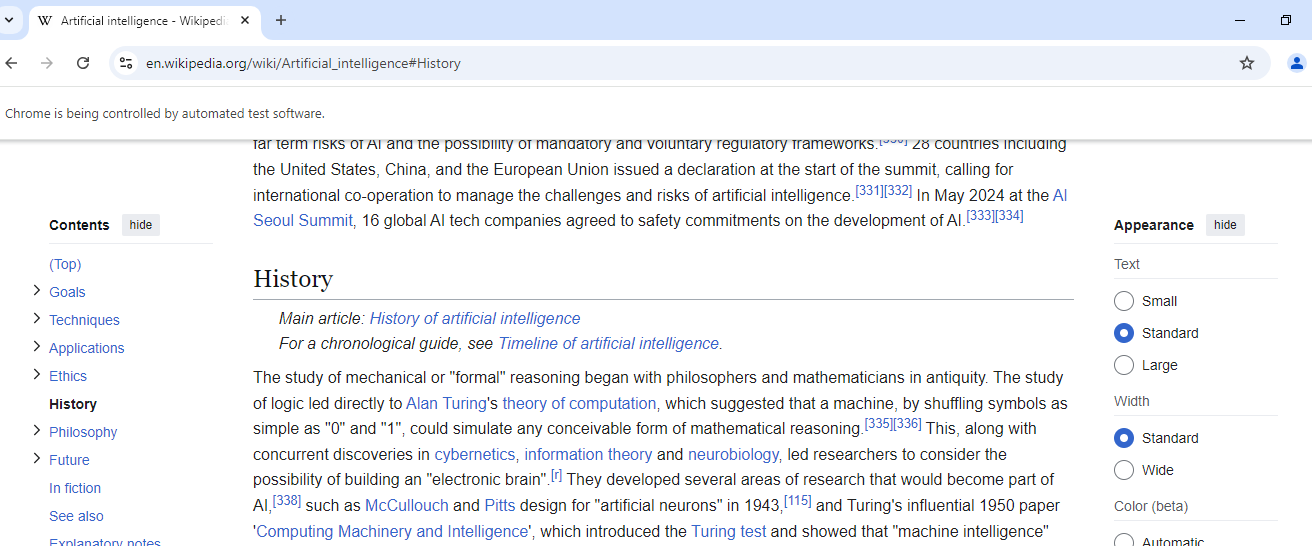 Artificial intelligence - Wikipedi
en.wikipedia.org/wiki/Artificial_intelligence#History
Chrome is being controlled by automated test software.
Contents hide
(Top)
Goals
Techniques
Applications
Ethics
History
Philosophy
Future
In fiction
See also
Explanatory notes
far term risks of AI and the possibility of mandatory and voluntary regulatory frameworks.[330] 28 countries including
the United States, China, and the European Union issued a declaration at the start of the summit, calling for
international co-operation to manage the challenges and risks of artificial intelligence.[331][332] In May 2024 at the AI
Seoul Summit, 16 global AI tech companies agreed to safety commitments on the development of AI.[333][334]
History
Main article: History of artificial intelligence
For a chronological guide, see Timeline of artificial intelligence.
The study of mechanical or "formal" reasoning began with philosophers and mathematicians in antiquity. The study
of logic led directly to Alan Turing's theory of computation, which suggested that a machine, by shuffling symbols as
simple as "0" and "1", could simulate any conceivable form of mathematical reasoning.[335][336] This, along with
concurrent discoveries in cybernetics, information theory and neurobiology, led researchers to consider the
possibility of building an "electronic brain".[r] They developed several areas of research that would become part of
AI,[338] such as McCullouch and Pitts design for "artificial neurons" in 1943,[115] and Turing's influential 1950 paper
'Computing Machinery and Intelligence', which introduced the Turing test and showed that "machine intelligence"
Appearance hide
Text
Small
Standard
Large
Width
Standard
Wide
Color (beta)
Automatic